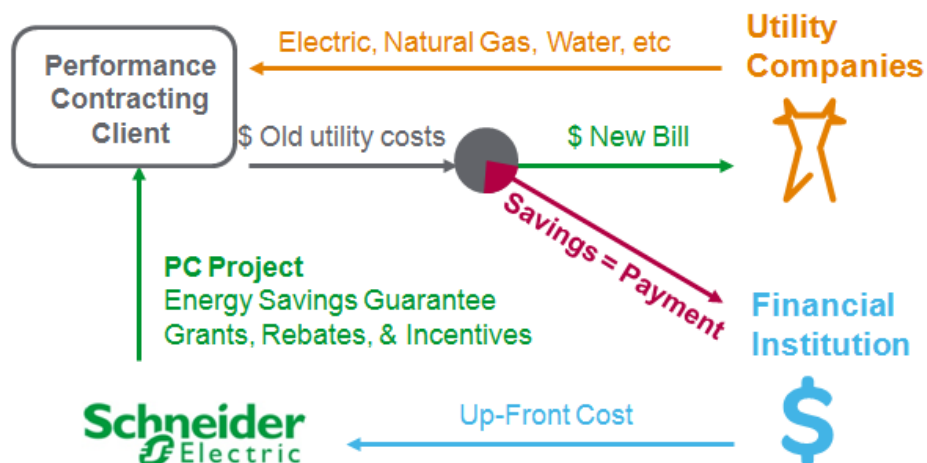 Performance
Contracting
Client
Electric, Natural Gas, Water, etc
Utility
Companies
$ Old utility costs
$ New Bill
Savings = Payment
PC Project
Energy Savings Guarantee
Grants, Rebates, & Incentives
Financial
Institution
$
Schneider
Electric
Up-Front Cost